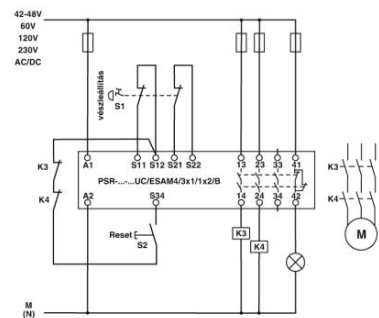 42-48V
60V
120V
230V
AC/DC
vészleállítás
S1
K3
K4
A1
S11 S12 S21 S22
13 23 33 41
PSR-...-...UC/ESAM4/3x1/1x2/B
A2
S34
14 24 34 42
Reset
S2
K3
K4
K3
K4
M
M
(N)